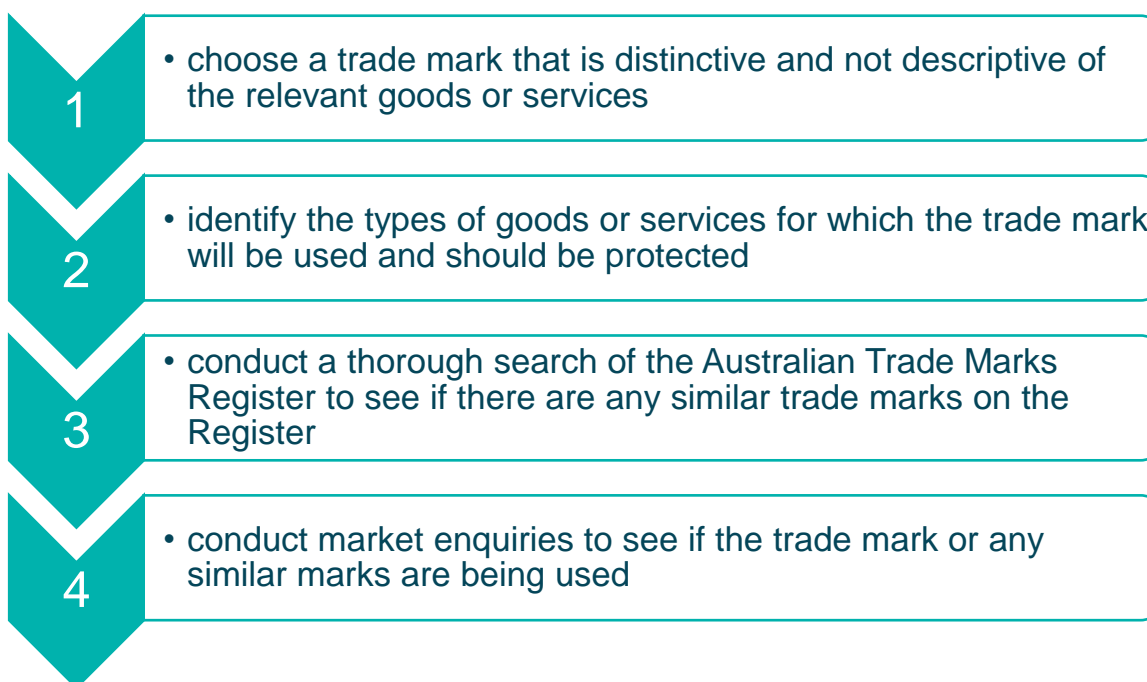 1
• choose a trade mark that is distinctive and not descriptive of
the relevant goods or services
2
• identify the types of goods or services for which the trade mark
will be used and should be protected
3
• conduct a thorough search of the Australian Trade Marks
Register to see if there are any similar trade marks on the
Register
4
• conduct market enquiries to see if the trade mark or any
similar marks are being used